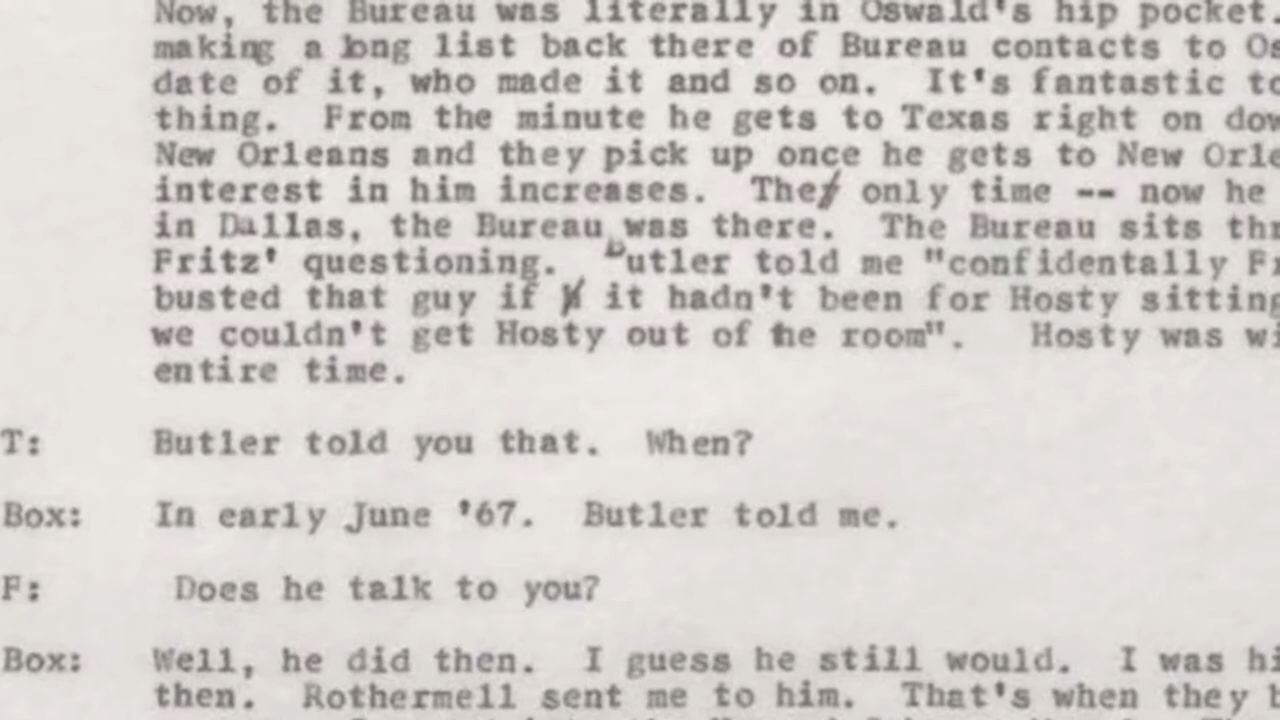 Now, the Bureau was literally in Oswald's hip pocket.
making a long list back there of Bureau contacts to Os
date of it, who made it and so on. It's fantastic to
thing. From the minute he gets to Texas right on dow
New Orleans and they pick up once he gets to New Orle
interest in him increases. The only time -- now he
in Dallas, the Bureau was there. The Bureau sits thr
Fritz' questioning. Butler told me "confidentally Fr
busted that guy if it hadn't been for Hosty sitting
we couldn't get Hosty out of he room". Hosty was wi
entire time.
T: Butler told you that. When?
Box: In early June '67. Butler told me.
F: Does he talk to you?
Box: Well, he did then. I guess he still would. I was hi
then. Rothermell sent me to him. That's when they h